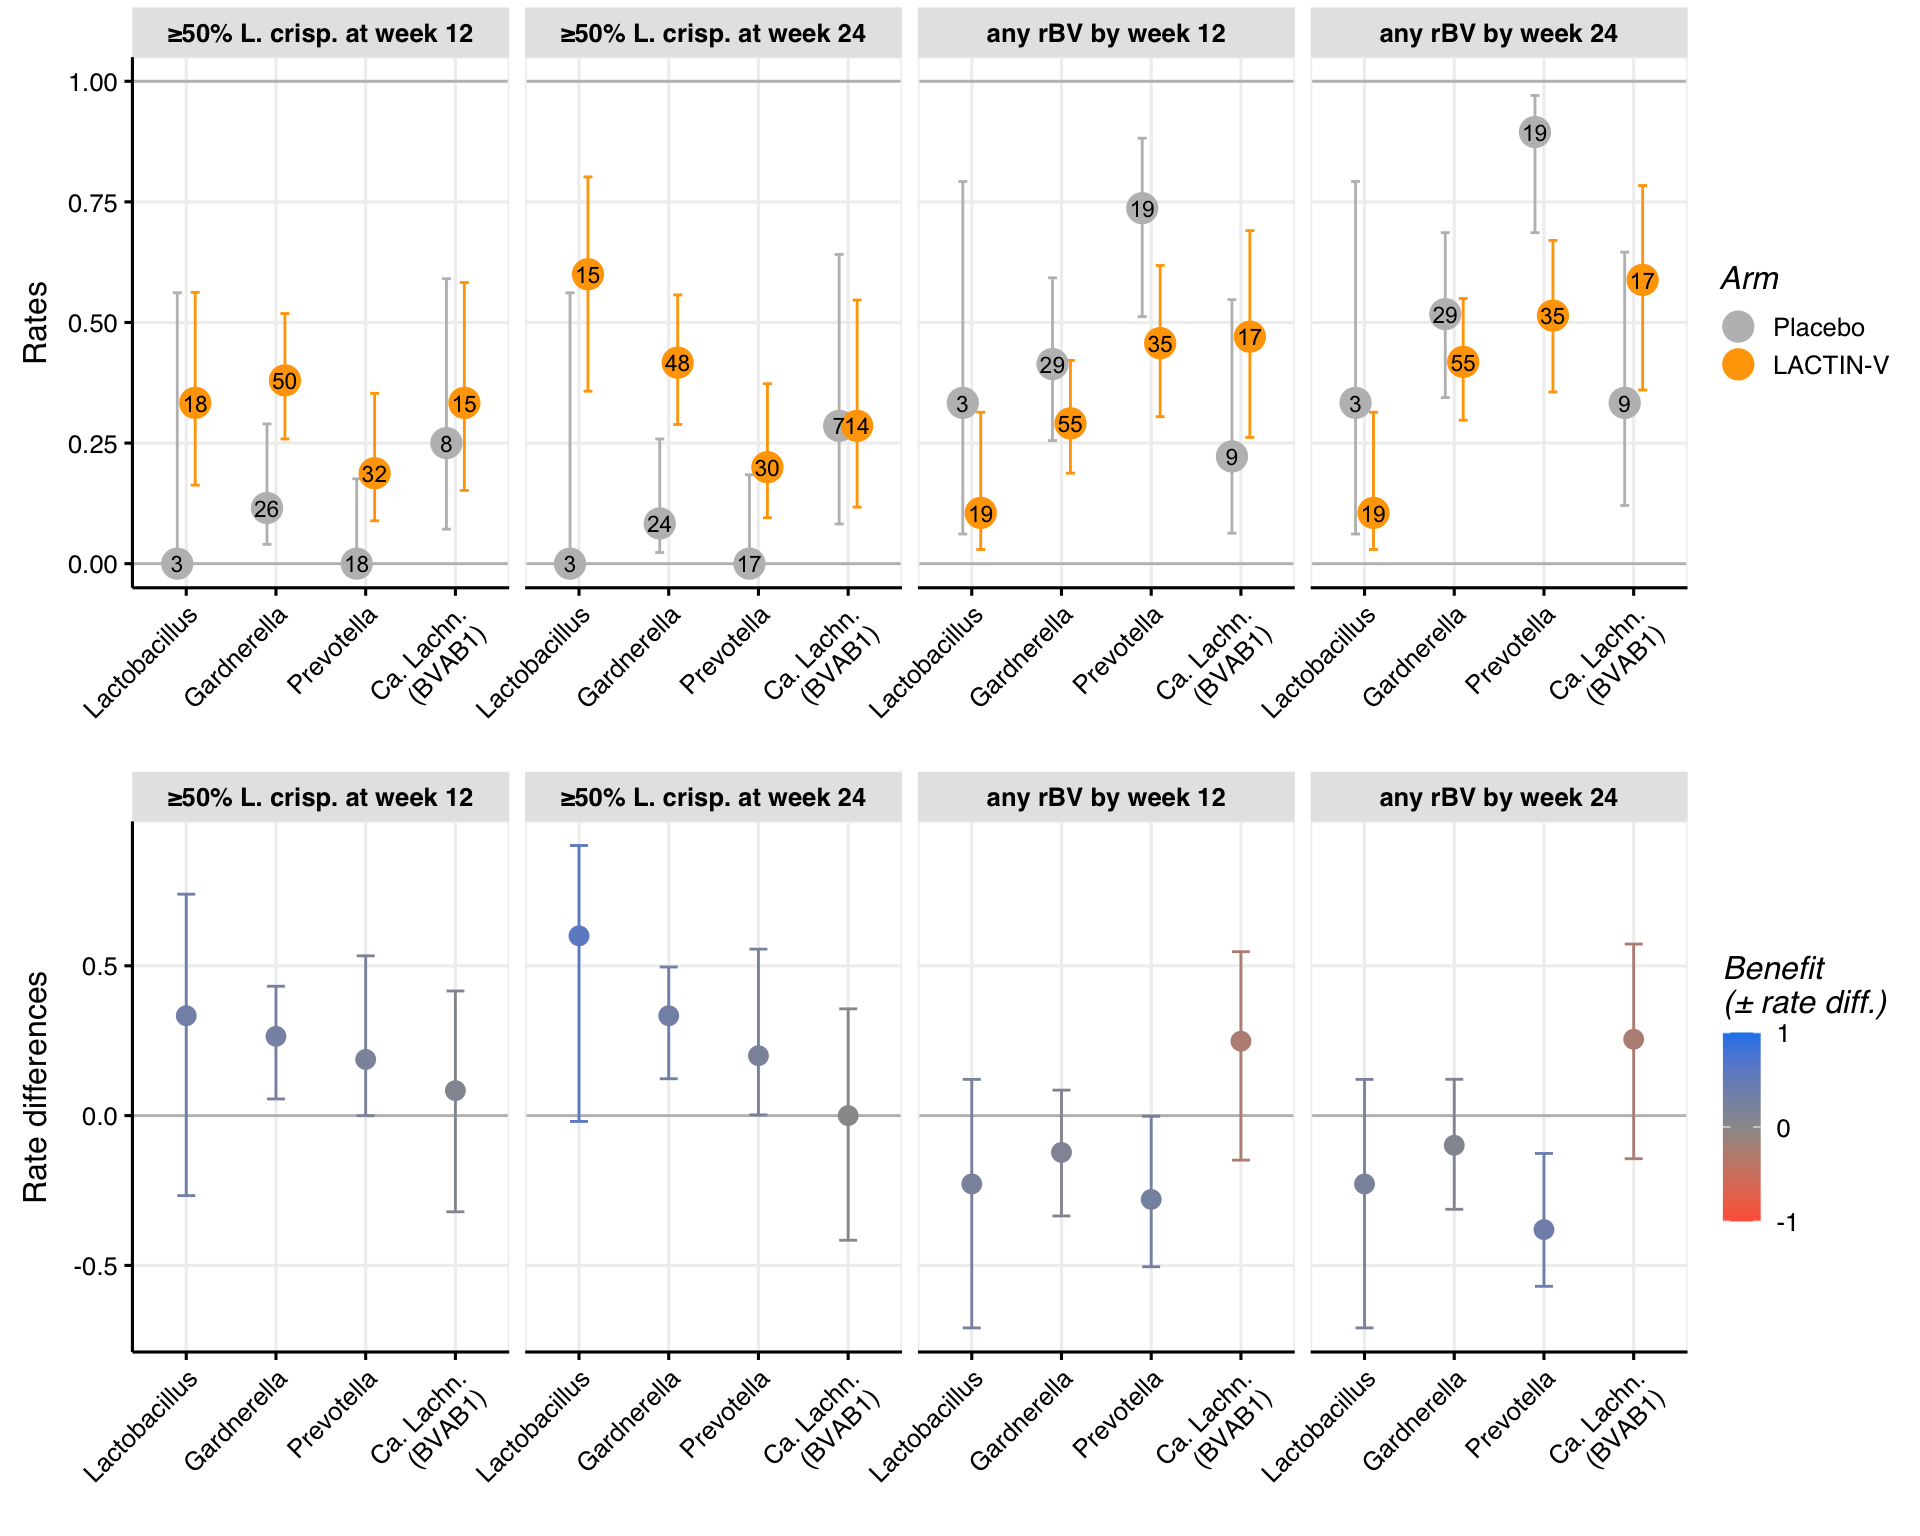 ≥50% L. crisp. at week 12
≥50% L. crisp. at week 24
any rBV by week 12
any rBV by week 24
Rates
1.00
0.75
0.50
0.25
0.00
3
18
26
50
18
32
8
15
3
15
24
48
17
30
7
14
3
19
29
55
19
35
9
17
3
19
29
55
19
35
9
17
Lactobacillus
Gardnerella
Prevotella
Ca. Lachn.
(BVAB1)
Lactobacillus
Gardnerella
Prevotella
Ca. Lachn.
(BVAB1)
Lactobacillus
Gardnerella
Prevotella
Ca. Lachn.
(BVAB1)
Lactobacillus
Gardnerella
Prevotella
Ca. Lachn.
(BVAB1)
Arm
Placebo
LACTIN-V
≥50% L. crisp. at week 12
≥50% L. crisp. at week 24
any rBV by week 12
any rBV by week 24
Rate differences
0.5
0.0
-0.5
Lactobacillus
Gardnerella
Prevotella
Ca. Lachn.
(BVAB1)
Lactobacillus
Gardnerella
Prevotella
Ca. Lachn.
(BVAB1)
Lactobacillus
Gardnerella
Prevotella
Ca. Lachn.
(BVAB1)
Lactobacillus
Gardnerella
Prevotella
Ca. Lachn.
(BVAB1)
Benefit
(± rate diff.)
1
0
-1